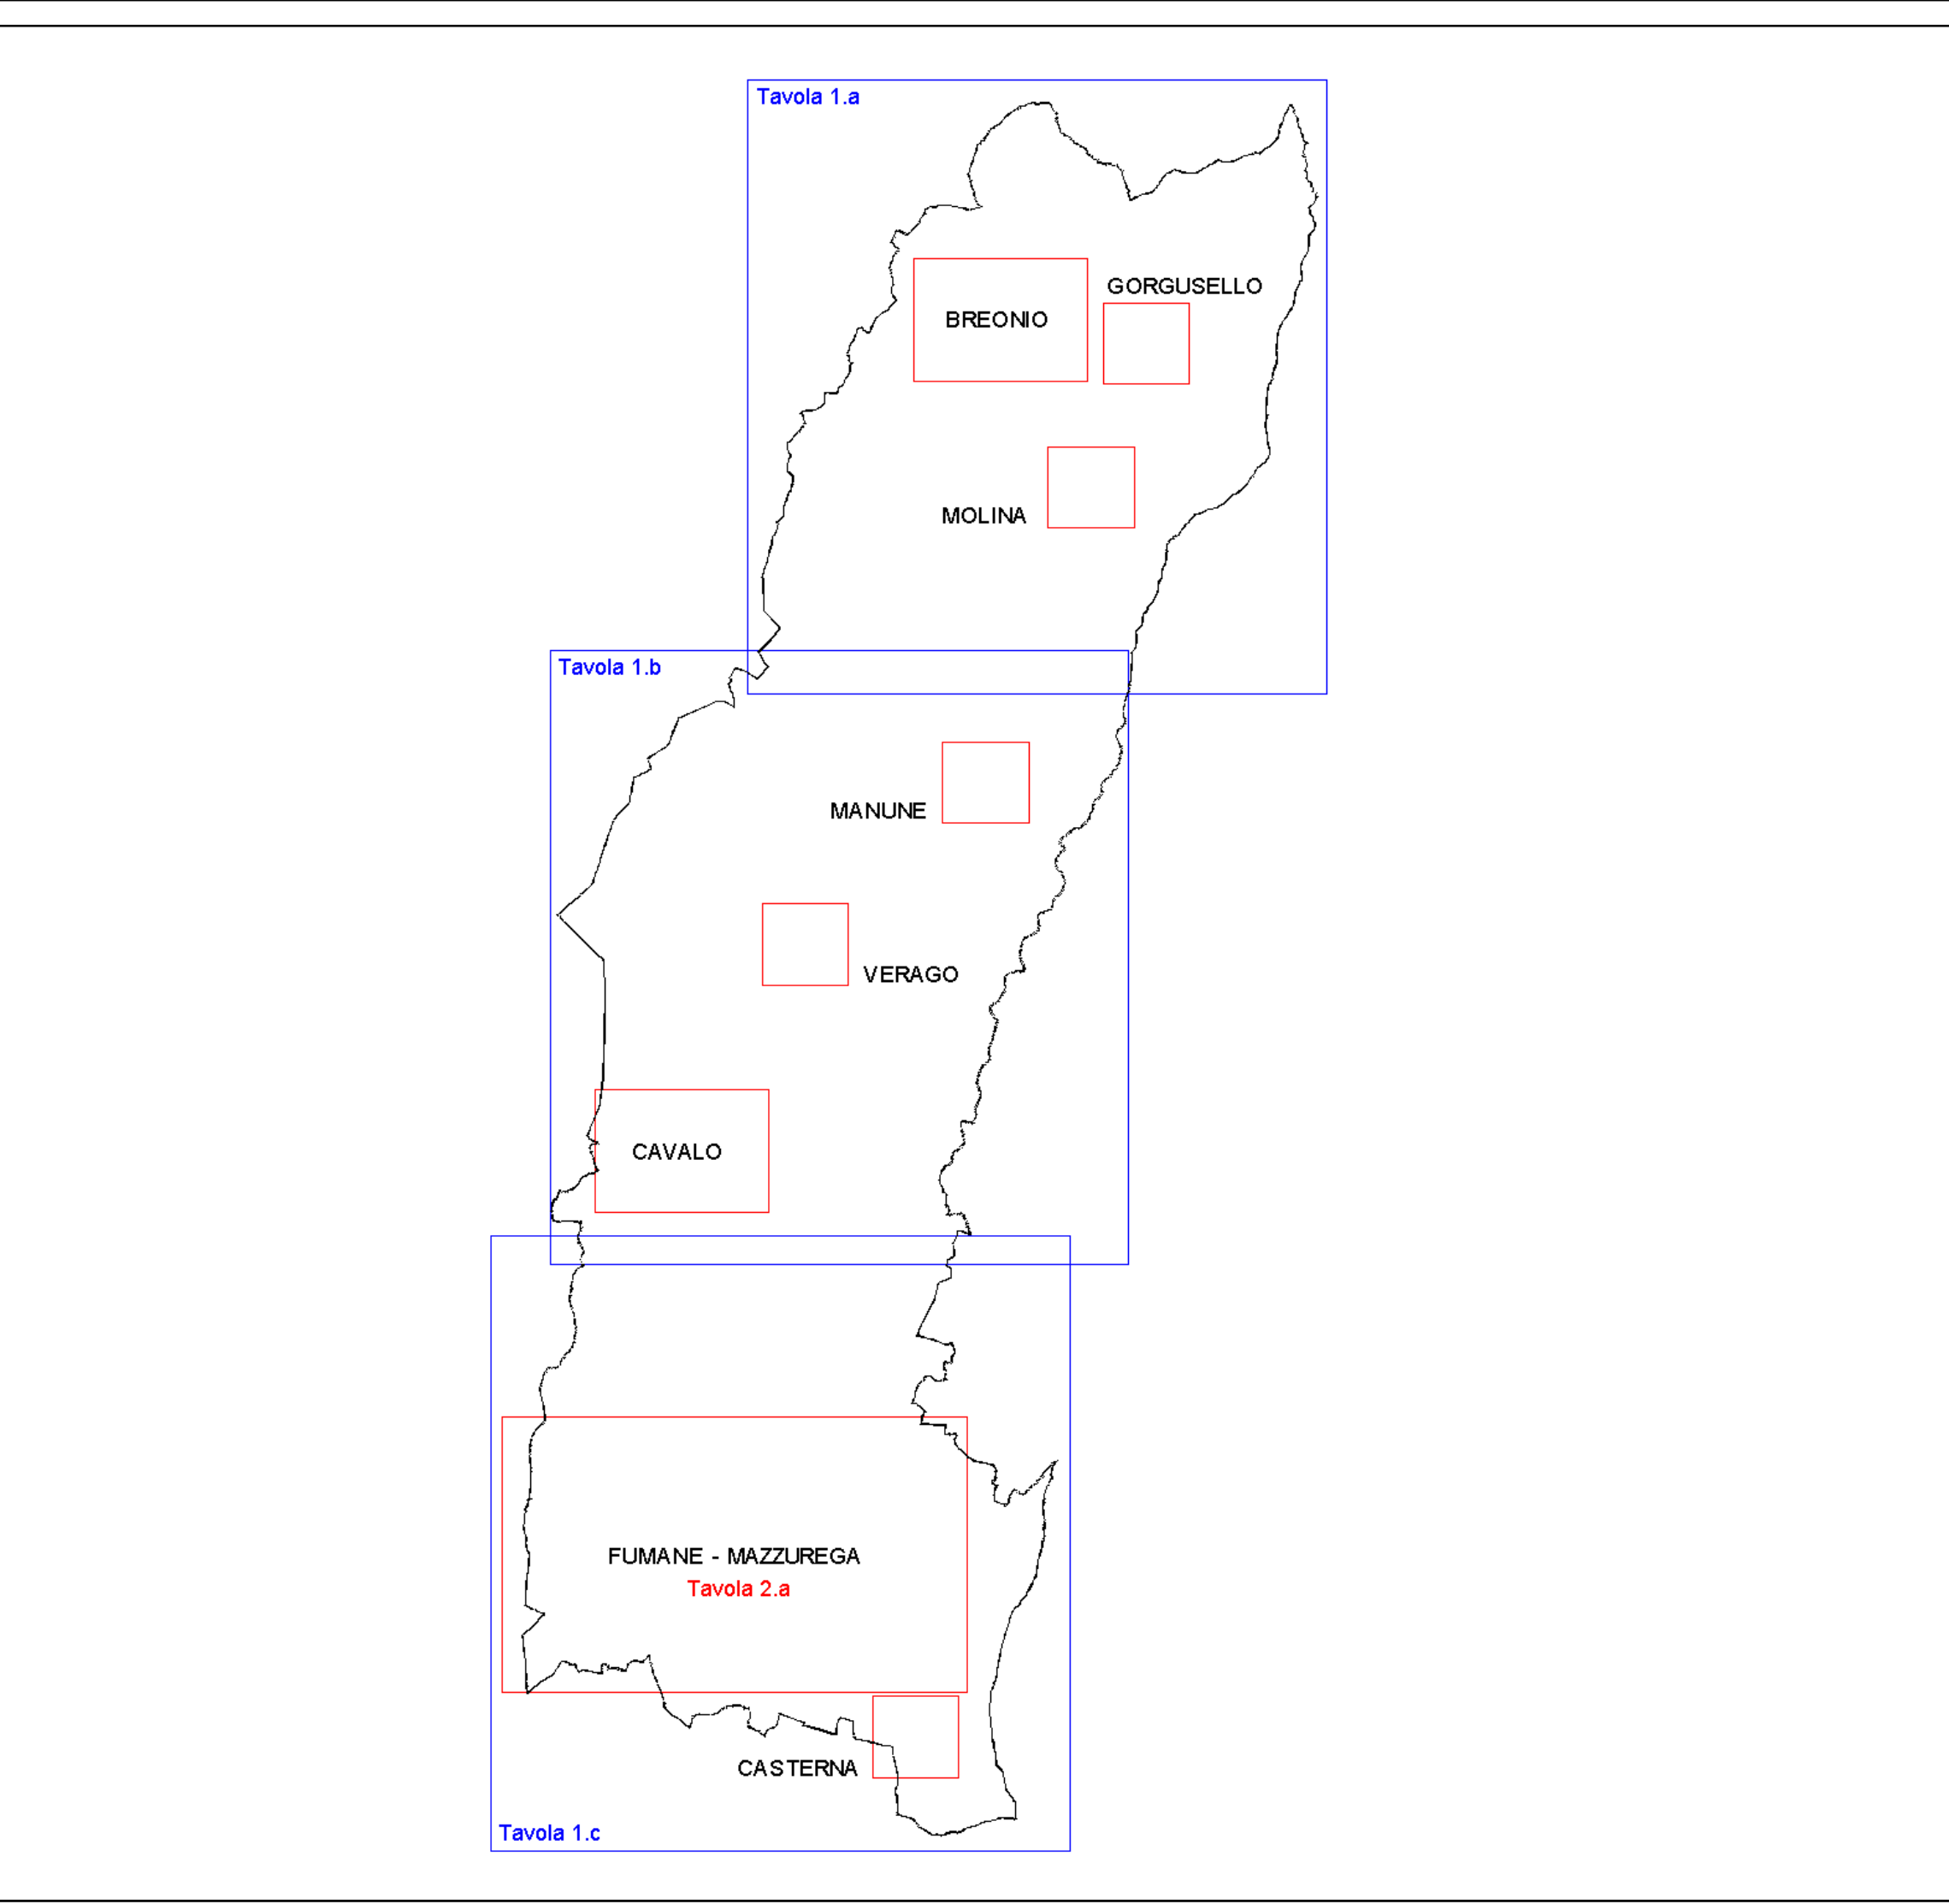 Tavola 1.a
GORGUSELLO
BREONIO
MOLINA
Tavola 1.b
MANUNE
VERAGO
CAVALO
FUMANE - MAZZUREGA
Tavola 2.a
CASTERNA
Tavola 1.c